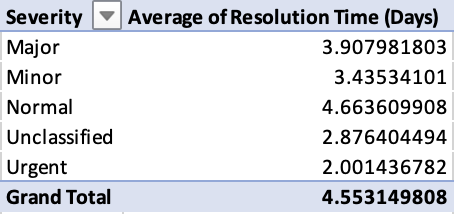 Severity Average of Resolution Time (Days)
Major 3.907981803
Minor 3.43534101
Normal 4.663609908
Unclassified 2.876404494
Urgent 2.001436782
Grand Total 4.553149808